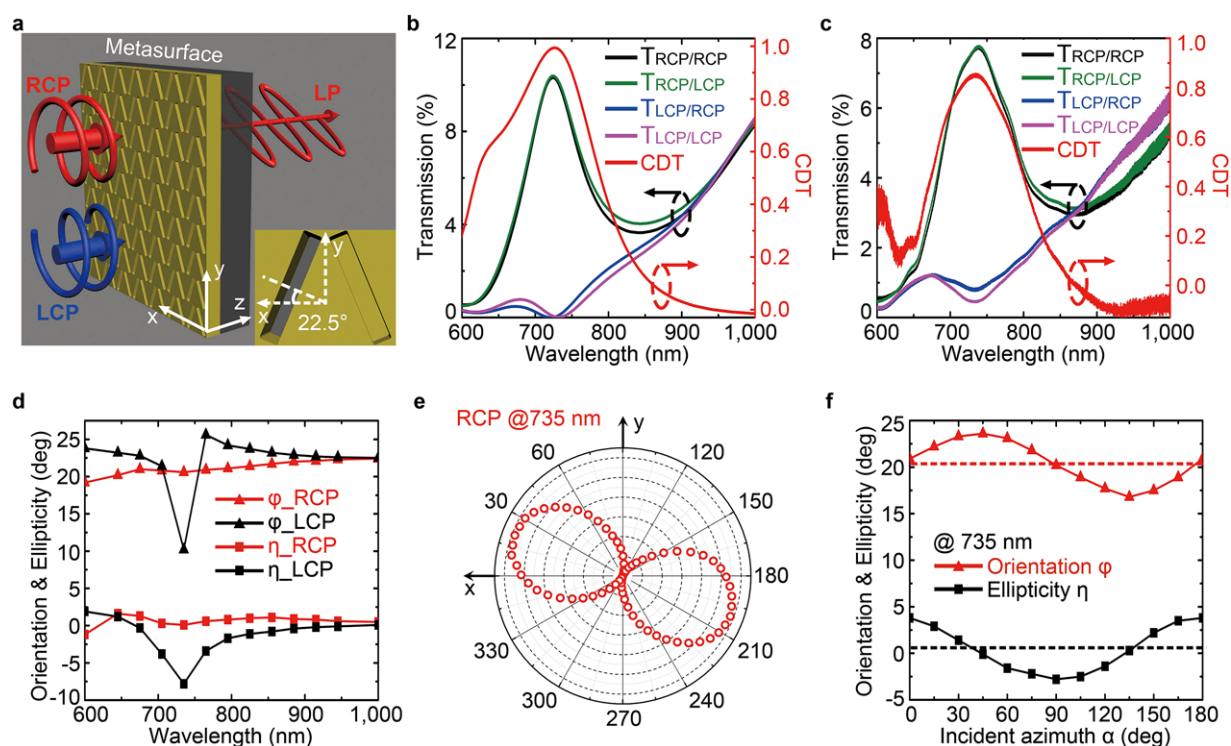 a
Metasurface
RCP
LP
LCP
y
z
x
y
x
22.5°
b
12
8
4
0
Transmission (%)
TRCP/RCP
TRCP/LCP
TLCP/RCP
TLCP/LCP
CDT
1.0
0.8
0.6
0.4
0.2
0.0
CDT
600 700 800 900 1,000
Wavelength (nm)
c
8
6
4
2
0
Transmission (%)
TRCP/RCP
TRCP/LCP
TLCP/RCP
TLCP/LCP
CDT
1.0
0.8
0.6
0.4
0.2
0.0
CDT
600 700 800 900 1,000
Wavelength (nm)
d
25
20
15
10
5
0
-5
-10
Orientation & Ellipticity (deg)
φ_RCP
φ_LCP
η_RCP
η_LCP
600 700 800 900 1,000
Wavelength (nm)
e
RCP @735 nm
y
x
60
120
30
150
180
330
210
300
240
270
f
25
20
15
10
5
0
-5
Orientation & Ellipticity (deg)
@ 735 nm
Orientation φ
Ellipticity η
0 30 60 90 120 150 180
Incident azimuth α (deg)